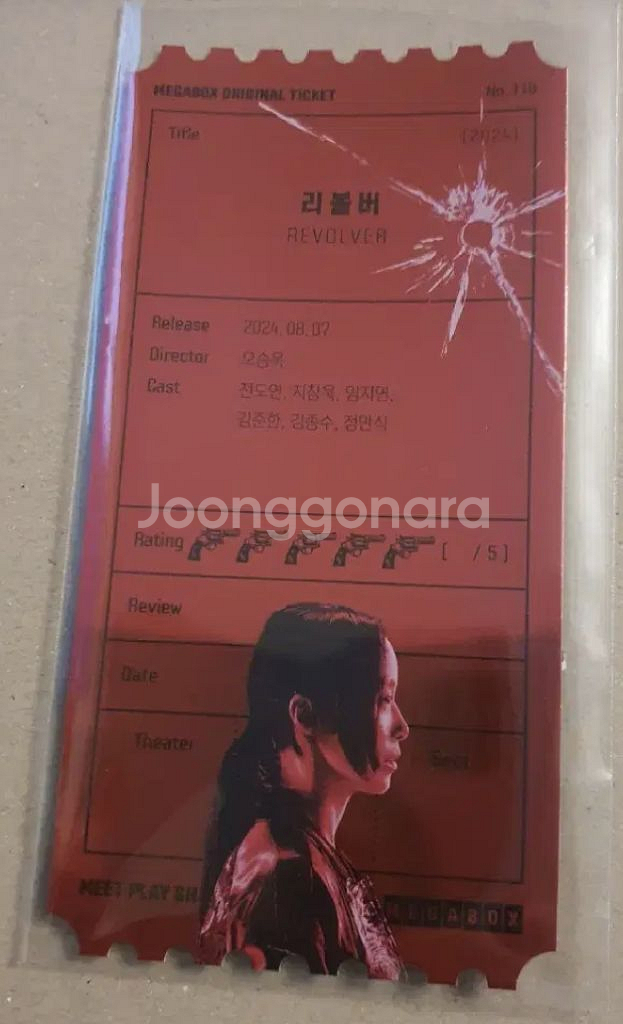 MEGABOX ORIGINAL TICKET No.110
Title (2024)
리볼버
REVOLVER
Release 2024. 08. 07
Director 오승욱
Cast 전도연, 지창욱, 임지연,
김준한, 김종수, 정만식
Joonggonara
Rating [ /5]
Review
Date
Theater Seat
MEET PLAY SH MEGABOX